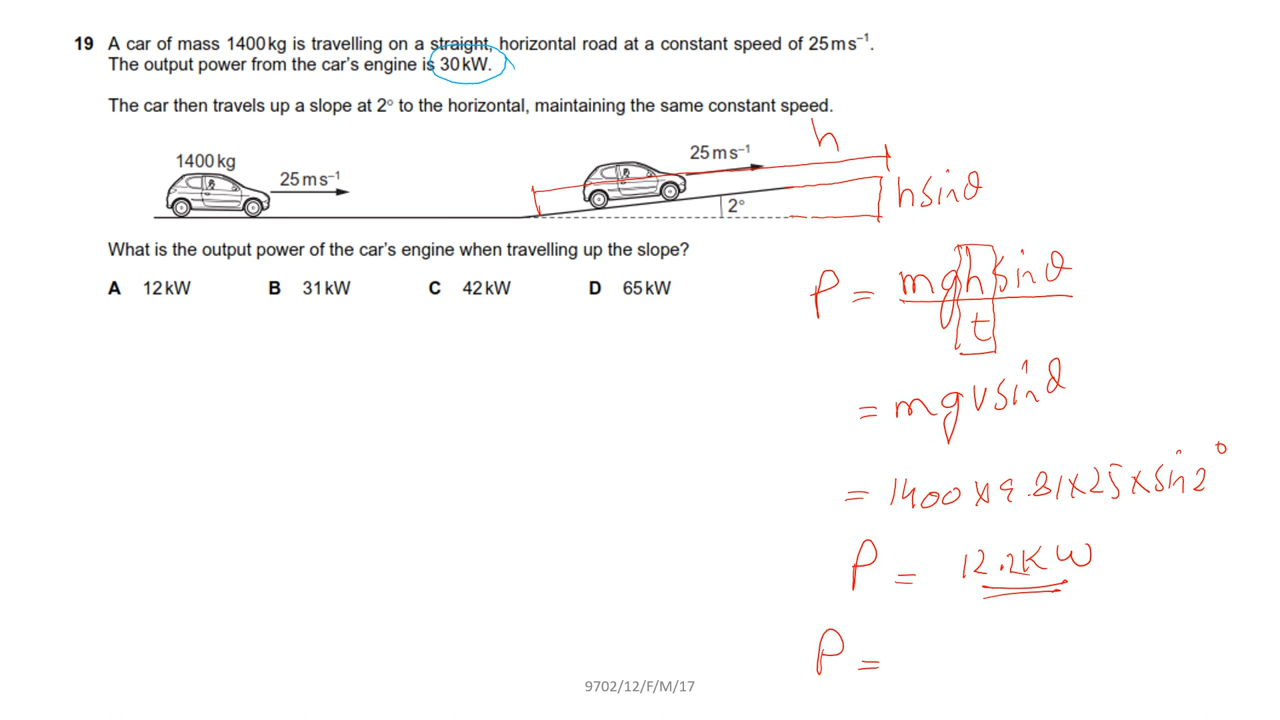 19 A car of mass 1400 kg is travelling on a straight, horizontal road at a constant speed of 25 m s⁻¹.
The output power from the car's engine is 30 kW.
The car then travels up a slope at 2° to the horizontal, maintaining the same constant speed.
h
1400 kg
25 m s⁻¹
25 m s⁻¹
h sin θ
2°
What is the output power of the car's engine when travelling up the slope?
A 12 kW B 31 kW C 42 kW D 65 kW
P = mgh sin θ / t
= mgv sin θ
= 1400 × 9.81 × 25 × sin 2°
P = 12.2 KW
P =
9702/12/F/M/17